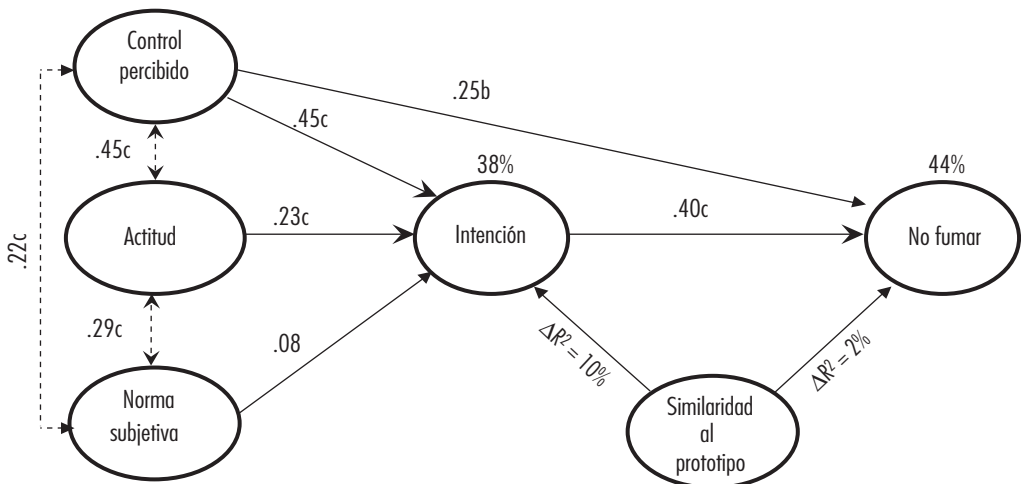 Control
percibido
.25b
.45c
.45c
38%
44%
.40c
.23c
Actitud
Intención
No fumar
.22c
.29c
.08
ΔR² = 10%
ΔR² = 2%
Norma
subjetiva
Similaridad
al
prototipo